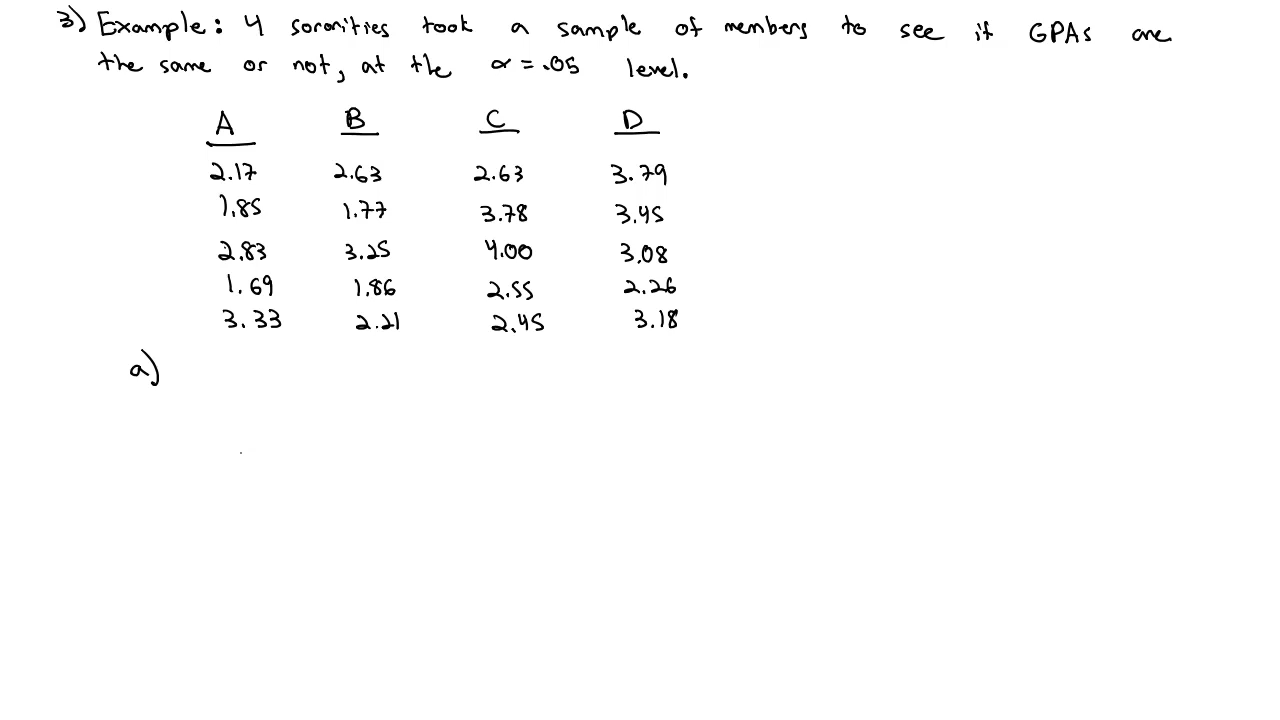 3) Example: 4 sororities took a sample of members to see if GPAs are
the same or not, at the α = .05 level.
A B C D
2.17 2.63 2.63 3.79
1.85 1.77 3.78 3.45
2.83 3.25 4.00 3.08
1.69 1.86 2.55 2.26
3.33 2.21 2.45 3.18
a)